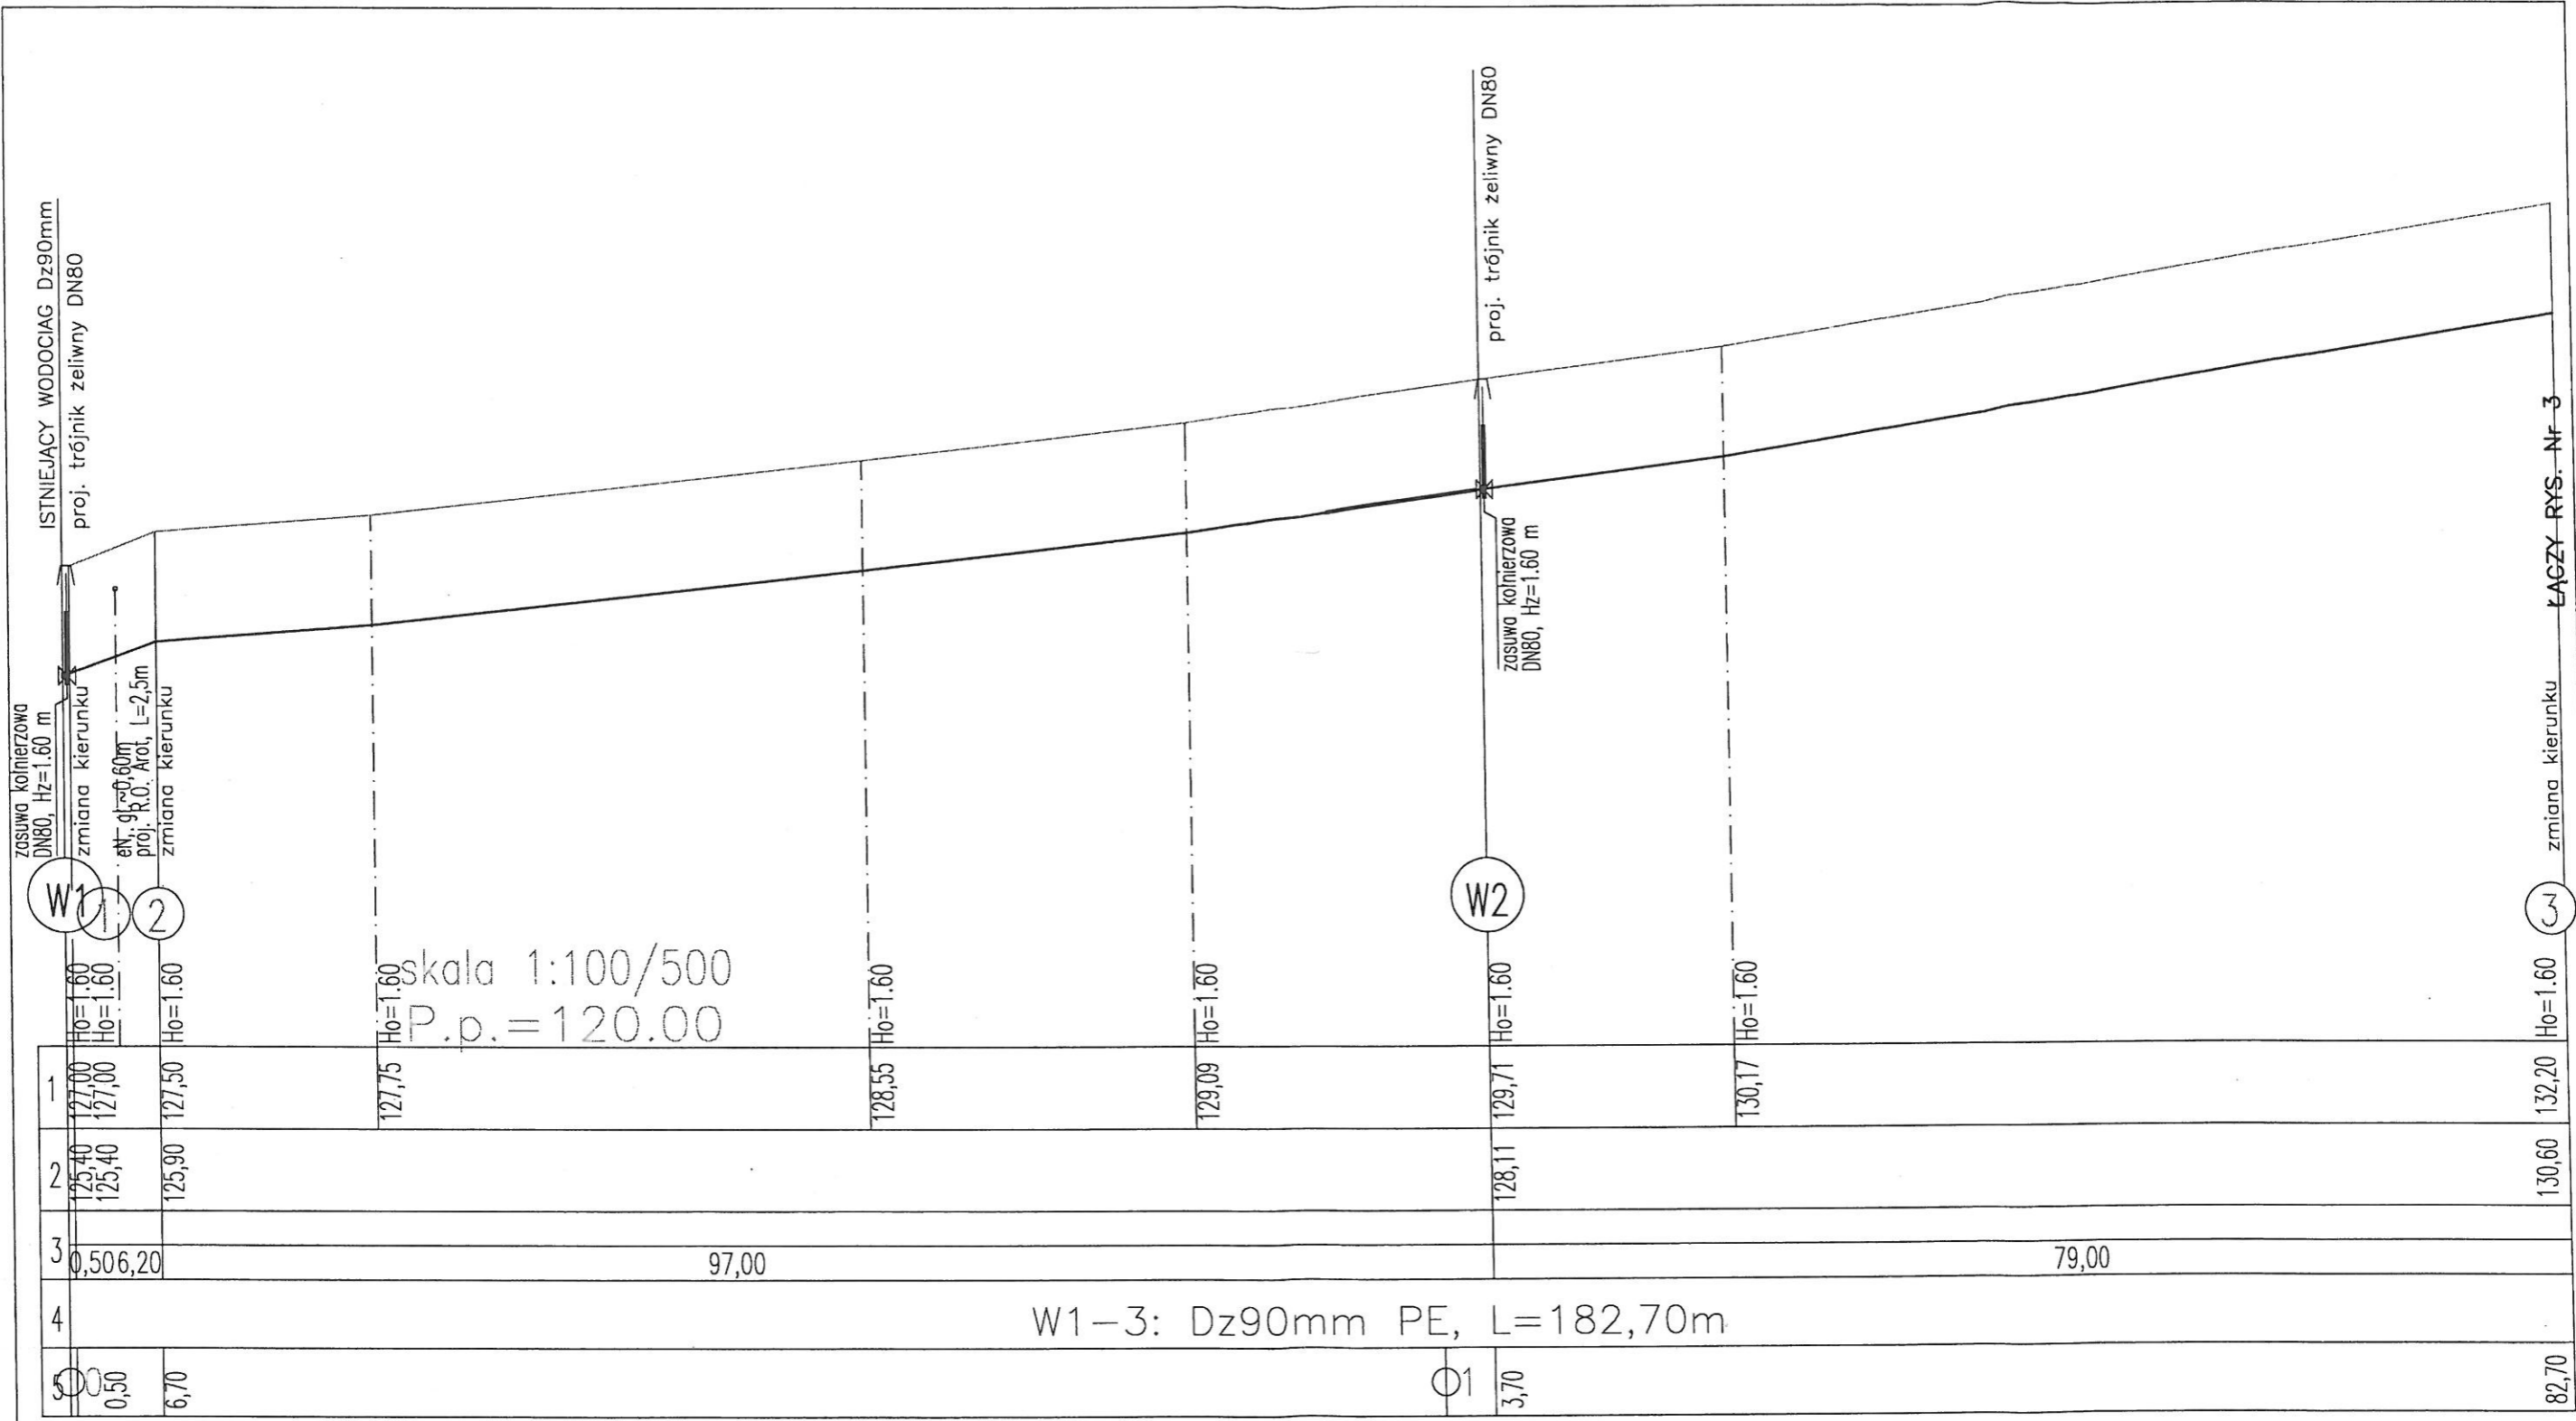 ISTNIEJĄCY WODOCIAG Dz90mm
proj. trójnik żeliwny DN80
proj. trójnik żeliwny DN80
zasuwa kołnierzowa
DN80, Hz=1.60 m
zmiana kierunku
eN, gł~0,60m
proj. R.O. Arot, L=2,5m
zmiana kierunku
zasuwa kołnierzowa
DN80, Hz=1.60 m
zmiana kierunku
ŁĄCZY RYS. Nr 3
W1
1
2
W2
3
skala 1:100/500
P.p.=120.00
Ho=1.60
Ho=1.60
Ho=1.60
Ho=1.60
Ho=1.60
Ho=1.60
Ho=1.60
Ho=1.60
Ho=1.60
1 127,00 127,00 127,50 127,75 128,55 129,09 129,71 130,17 132,20
2 125,40 125,40 125,90 128,11 130,60
3 0,50 6,20 97,00 79,00
4 W1-3: Dz90mm PE, L=182,70m
5 0 0,50 6,70 1 3,70 82,70